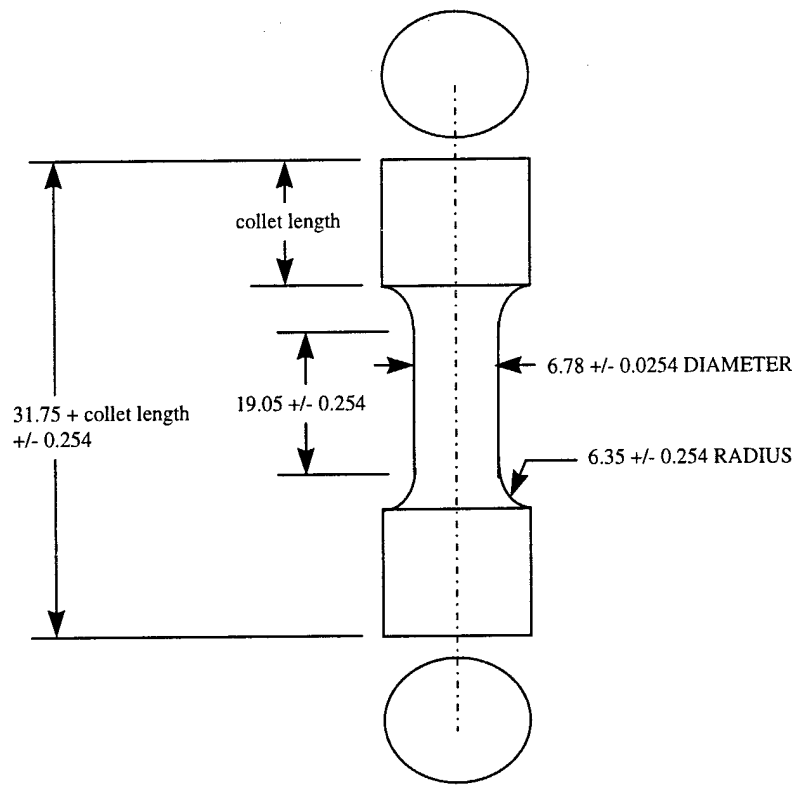 collet length
6.78 +/- 0.0254 DIAMETER
19.05 +/- 0.254
31.75 + collet length
+/- 0.254
6.35 +/- 0.254 RADIUS